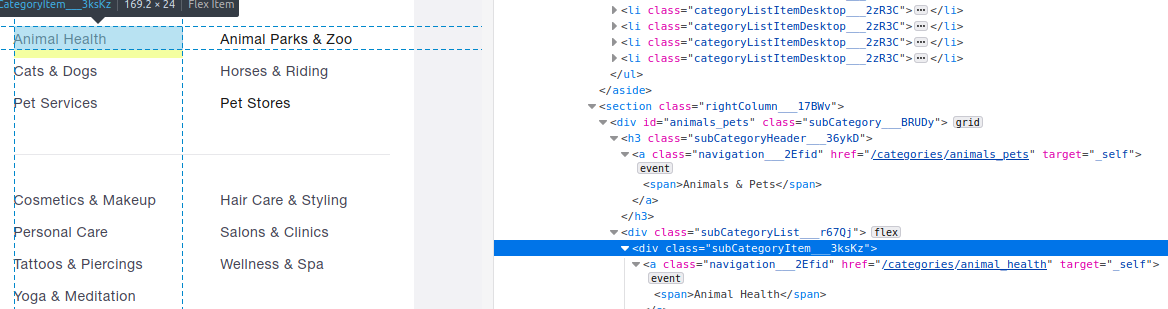 CategoryItem___3ksKz | 169.2 × 24 | Flex Item
Animal Health Animal Parks & Zoo
Cats & Dogs Horses & Riding
Pet Services Pet Stores
Cosmetics & Makeup Hair Care & Styling
Personal Care Salons & Clinics
Tattoos & Piercings Wellness & Spa
Yoga & Meditation
<li class="categoryListItemDesktop___2zR3C">…</li>
<li class="categoryListItemDesktop___2zR3C">…</li>
<li class="categoryListItemDesktop___2zR3C">…</li>
<li class="categoryListItemDesktop___2zR3C">…</li>
</ul>
</aside>
<section class="rightColumn___17BWv">
<div id="animals_pets" class="subCategory___BRUDy"> grid
<h3 class="subCategoryHeader___36ykD">
<a class="navigation___2Efid" href="/categories/animals_pets" target="_self">
event
<span>Animals & Pets</span>
</a>
</h3>
<div class="subCategoryList___r67Qj"> flex
<div class="subCategoryItem___3ksKz">
<a class="navigation___2Efid" href="/categories/animal_health" target="_self">
event
<span>Animal Health</span>